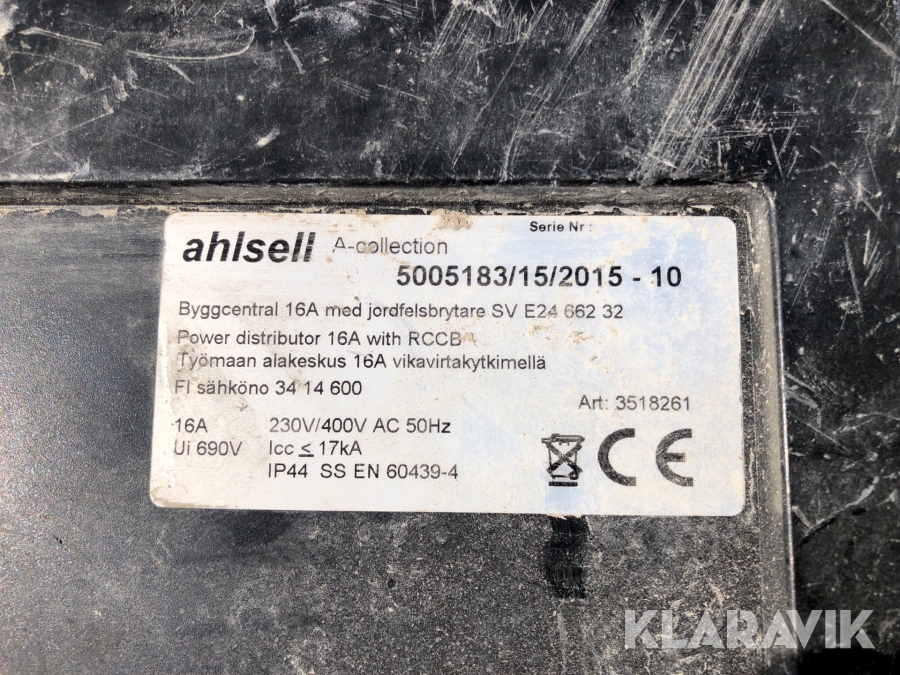 ahlsell A-collection
Serie Nr :
5005183/15/2015 - 10
Byggcentral 16A med jordfelsbrytare SV E24 662 32
Power distributor 16A with RCCB
Työmaan alakeskus 16A vikavirtakytkimellä
FI sähköno 34 14 600
Art: 3518261
16A 230V/400V AC 50Hz
Ui 690V Icc ≤ 17kA
IP44 SS EN 60439-4
CE
KLARAVIK